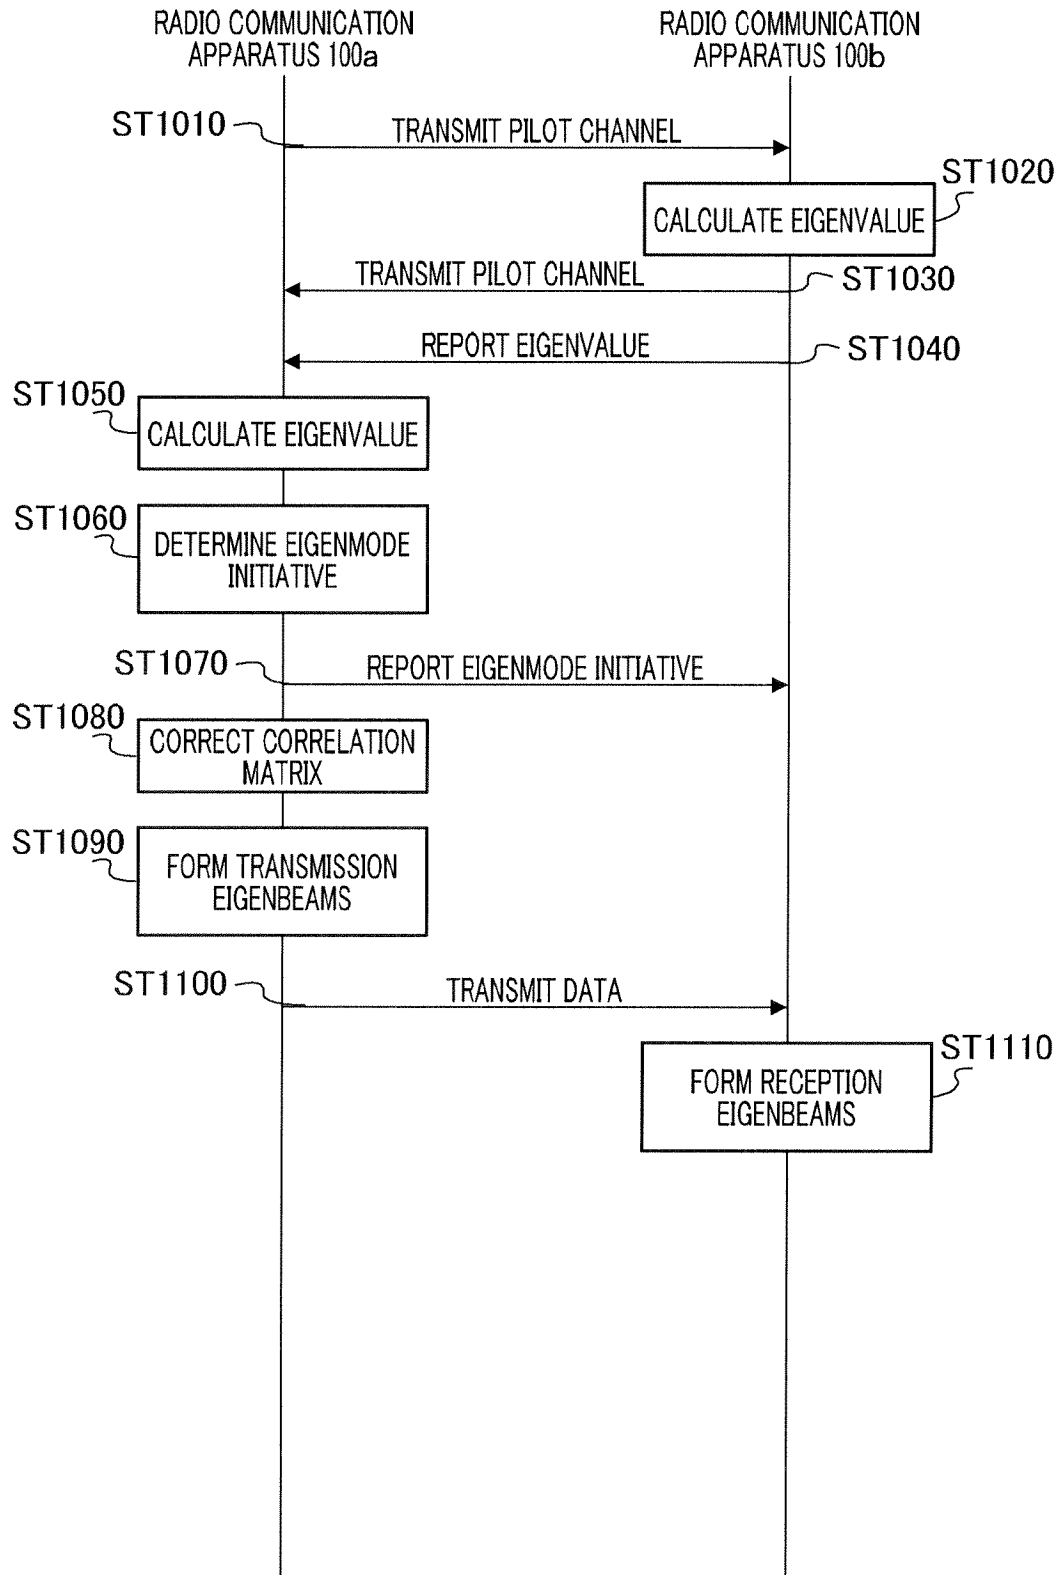 RADIO COMMUNICATION
APPARATUS 100a
RADIO COMMUNICATION
APPARATUS 100b
ST1010
TRANSMIT PILOT CHANNEL
ST1020
CALCULATE EIGENVALUE
TRANSMIT PILOT CHANNEL
ST1030
REPORT EIGENVALUE
ST1040
ST1050
CALCULATE EIGENVALUE
ST1060
DETERMINE EIGENMODE
INITIATIVE
ST1070
REPORT EIGENMODE INITIATIVE
ST1080
CORRECT CORRELATION
MATRIX
ST1090
FORM TRANSMISSION
EIGENBEAMS
ST1100
TRANSMIT DATA
ST1110
FORM RECEPTION
EIGENBEAMS